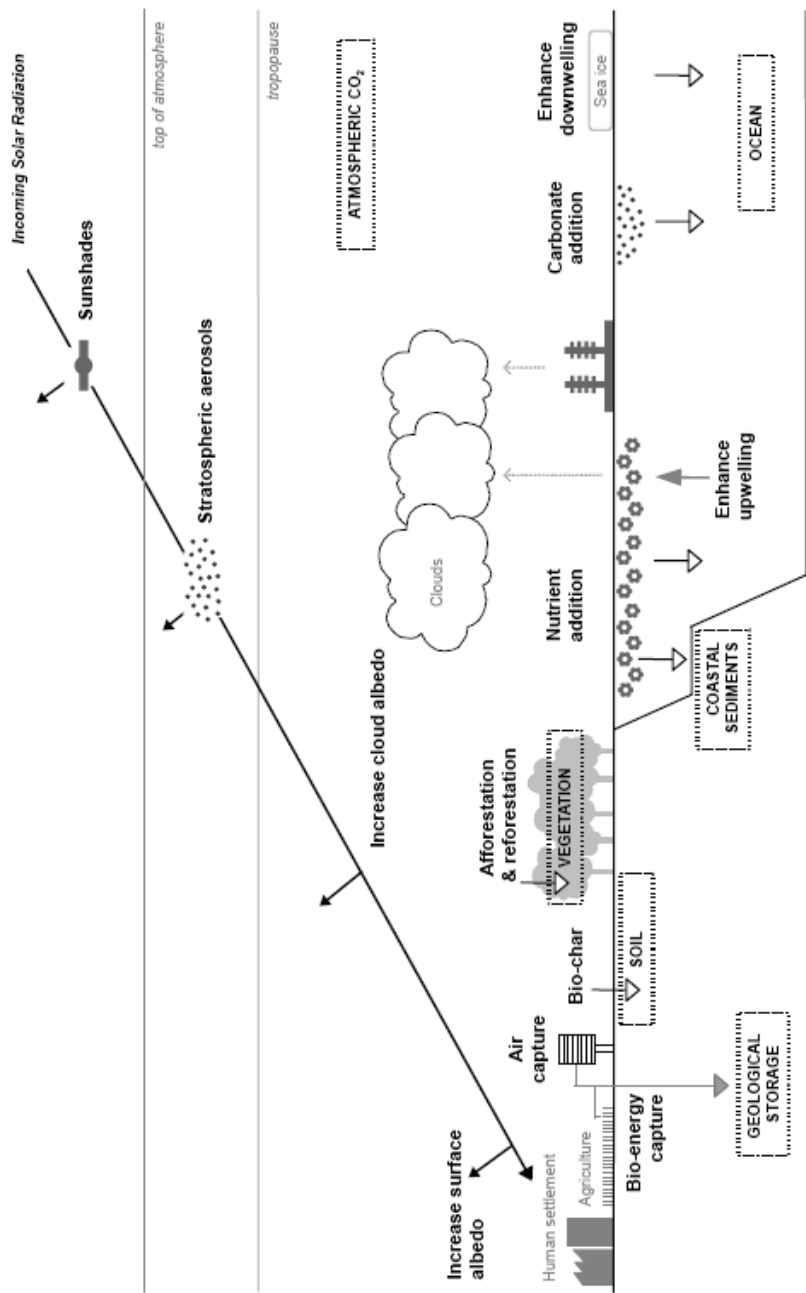 Incoming Solar Radiation
top of atmosphere
tropopause
Sunshades
Stratospheric aerosols
ATMOSPHERIC CO₂
Increase cloud albedo
Clouds
Increase surface
albedo
Human settlement
Agriculture
Bio-energy
capture
Air
capture
GEOLOGICAL
STORAGE
Bio-char
SOIL
Afforestation
& reforestation
VEGETATION
COASTAL
SEDIMENTS
Nutrient
addition
Enhance
upwelling
Carbonate
addition
Enhance
downwelling
Sea ice
OCEAN